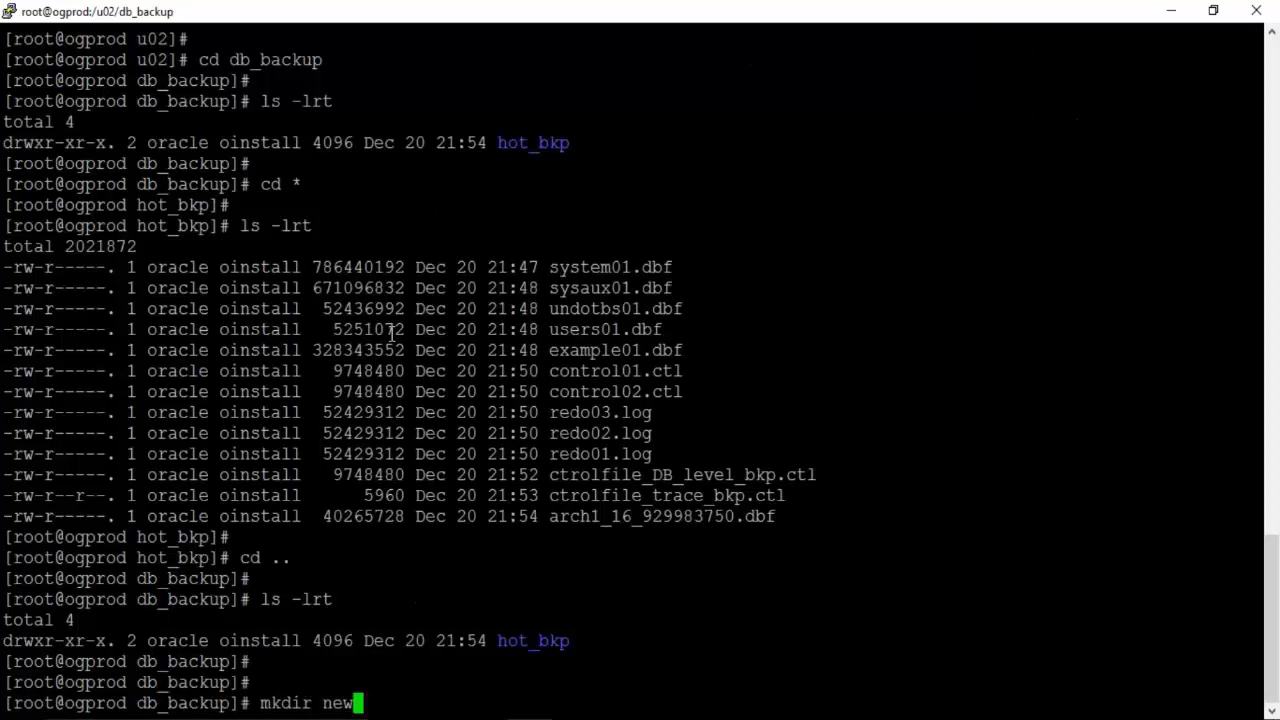 root@ogprod:/u02/db_backup
[root@ogprod u02]#
[root@ogprod u02]# cd db_backup
[root@ogprod db_backup]#
[root@ogprod db_backup]# ls -lrt
total 4
drwxr-xr-x. 2 oracle oinstall 4096 Dec 20 21:54 hot_bkp
[root@ogprod db_backup]#
[root@ogprod db_backup]# cd *
[root@ogprod hot_bkp]#
[root@ogprod hot_bkp]# ls -lrt
total 2021872
-rw-r-----. 1 oracle oinstall 786440192 Dec 20 21:47 system01.dbf
-rw-r-----. 1 oracle oinstall 671096832 Dec 20 21:48 sysaux01.dbf
-rw-r-----. 1 oracle oinstall  52436992 Dec 20 21:48 undotbs01.dbf
-rw-r-----. 1 oracle oinstall   5251072 Dec 20 21:48 users01.dbf
-rw-r-----. 1 oracle oinstall 328343552 Dec 20 21:48 example01.dbf
-rw-r-----. 1 oracle oinstall   9748480 Dec 20 21:50 control01.ctl
-rw-r-----. 1 oracle oinstall   9748480 Dec 20 21:50 control02.ctl
-rw-r-----. 1 oracle oinstall  52429312 Dec 20 21:50 redo03.log
-rw-r-----. 1 oracle oinstall  52429312 Dec 20 21:50 redo02.log
-rw-r-----. 1 oracle oinstall  52429312 Dec 20 21:50 redo01.log
-rw-r-----. 1 oracle oinstall   9748480 Dec 20 21:52 ctrolfile_DB_level_bkp.ctl
-rw-r--r--. 1 oracle oinstall      5960 Dec 20 21:53 ctrolfile_trace_bkp.ctl
-rw-r-----. 1 oracle oinstall  40265728 Dec 20 21:54 arch1_16_929983750.dbf
[root@ogprod hot_bkp]#
[root@ogprod hot_bkp]# cd ..
[root@ogprod db_backup]#
[root@ogprod db_backup]# ls -lrt
total 4
drwxr-xr-x. 2 oracle oinstall 4096 Dec 20 21:54 hot_bkp
[root@ogprod db_backup]#
[root@ogprod db_backup]#
[root@ogprod db_backup]# mkdir new